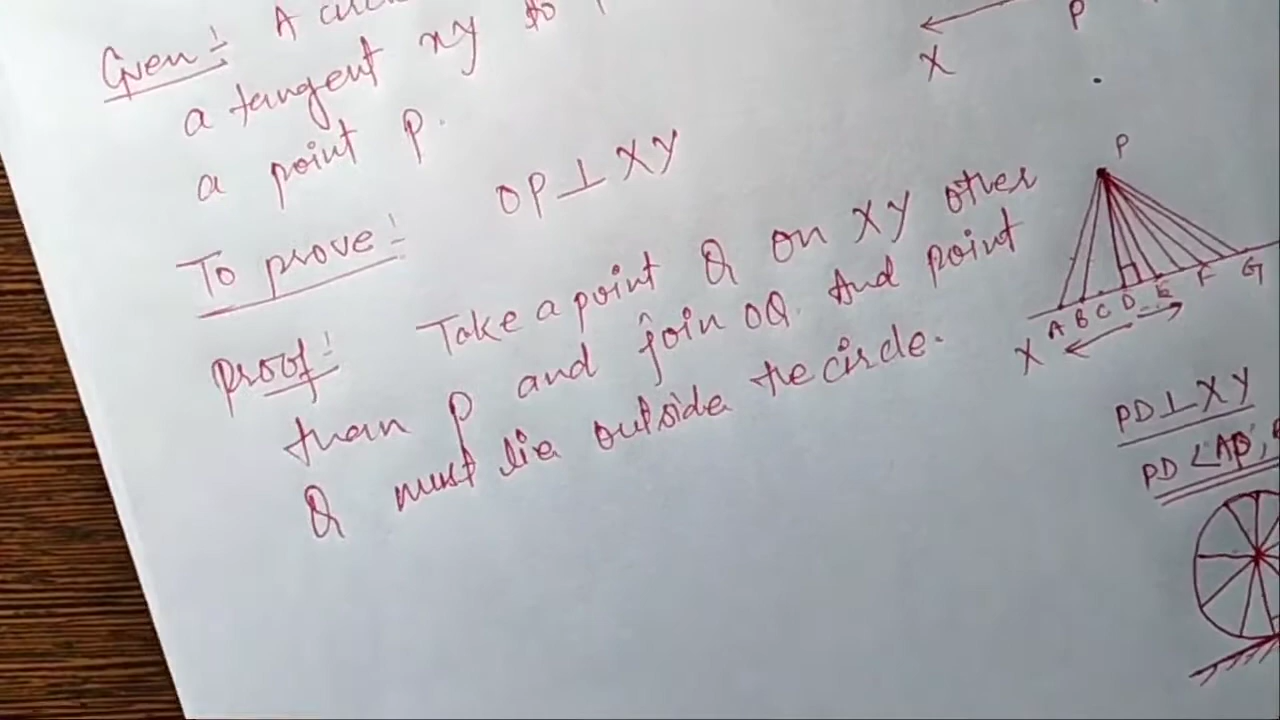 Given:- A
a tangent xy to
a point P.
To prove:- OP⊥XY
Proof:- Take a point Q on XY other
than P and join OQ. And point
Q must lie outside the circle.
P
X
P
A B C D E F G
X
PD⊥XY
PD <AP,